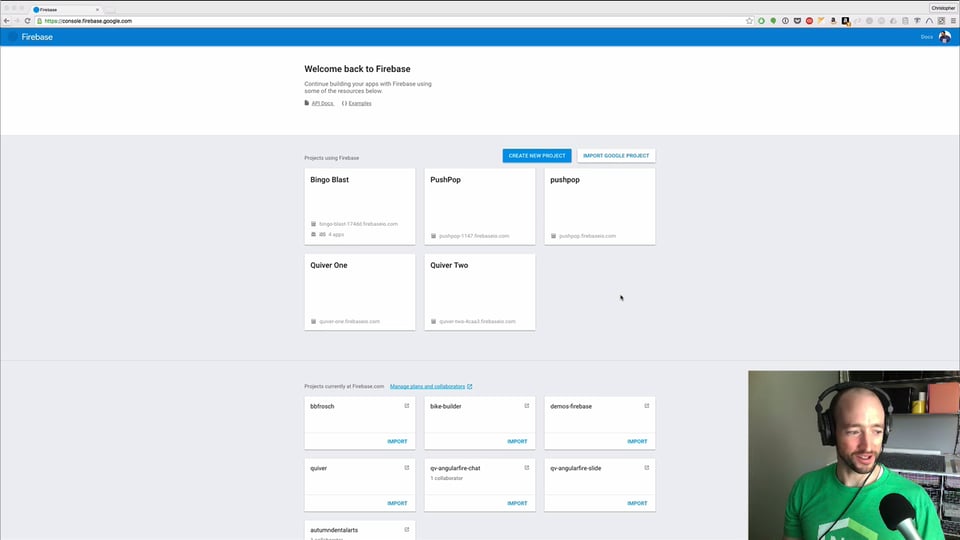 Firebase
Christopher
https://console.firebase.google.com
Firebase
Docs
Welcome back to Firebase
Continue building your apps with Firebase using
some of the resources below.
API Docs
Examples
Projects using Firebase
CREATE NEW PROJECT
IMPORT GOOGLE PROJECT
Bingo Blast
bingo-blast-174dd.firebaseio.com
4 apps
PushPop
pushpop-1147.firebaseio.com
pushpop
pushpop.firebaseio.com
Quiver One
quiver-one.firebaseio.com
Quiver Two
quiver-two-4caa3.firebaseio.com
Projects currently at Firebase.com
Manage plans and collaborators
bbfrosch
IMPORT
bike-builder
IMPORT
demos-firebase
IMPORT
quiver
IMPORT
qv-angularfire-chat
1 collaborator
IMPORT
qv-angularfire-slide
IMPORT
autumndentalarts